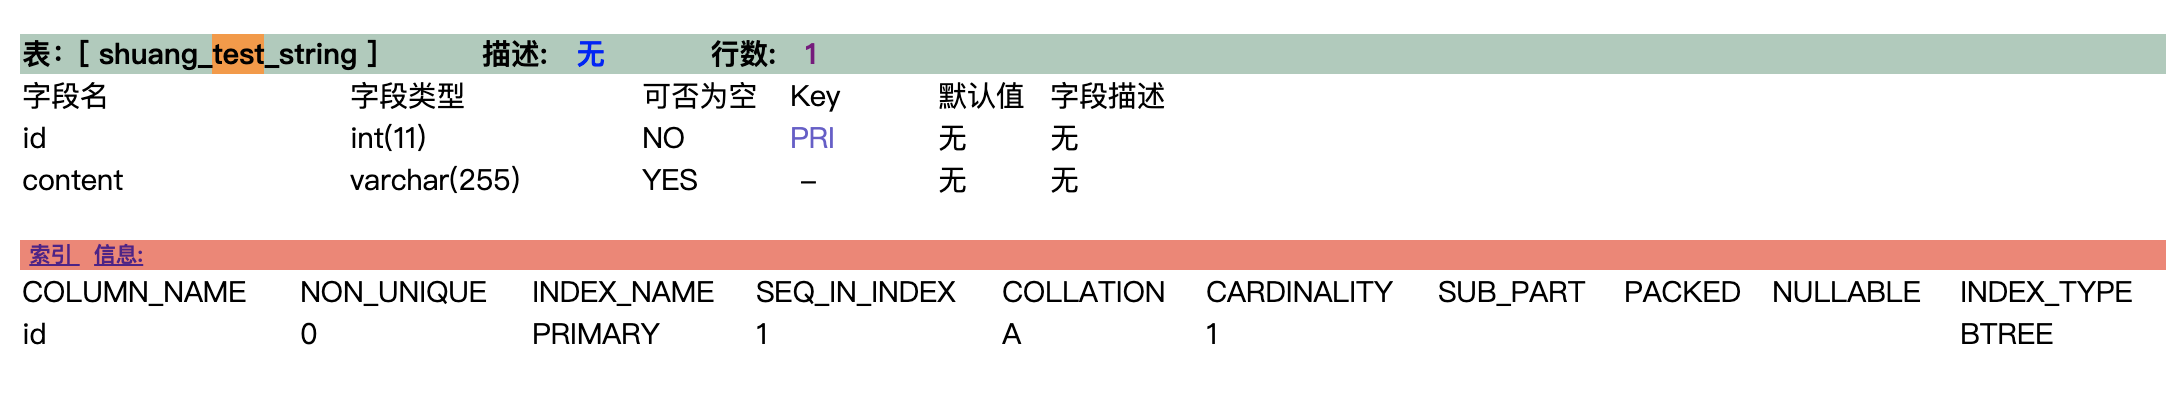 表：[ shuang_test_string ] 描述: 无 行数: 1
字段名 字段类型 可否为空 Key 默认值 字段描述
id int(11) NO PRI 无 无
content varchar(255) YES – 无 无
索引 信息:
COLUMN_NAME NON_UNIQUE INDEX_NAME SEQ_IN_INDEX COLLATION CARDINALITY SUB_PART PACKED NULLABLE INDEX_TYPE
id 0 PRIMARY 1 A 1 BTREE